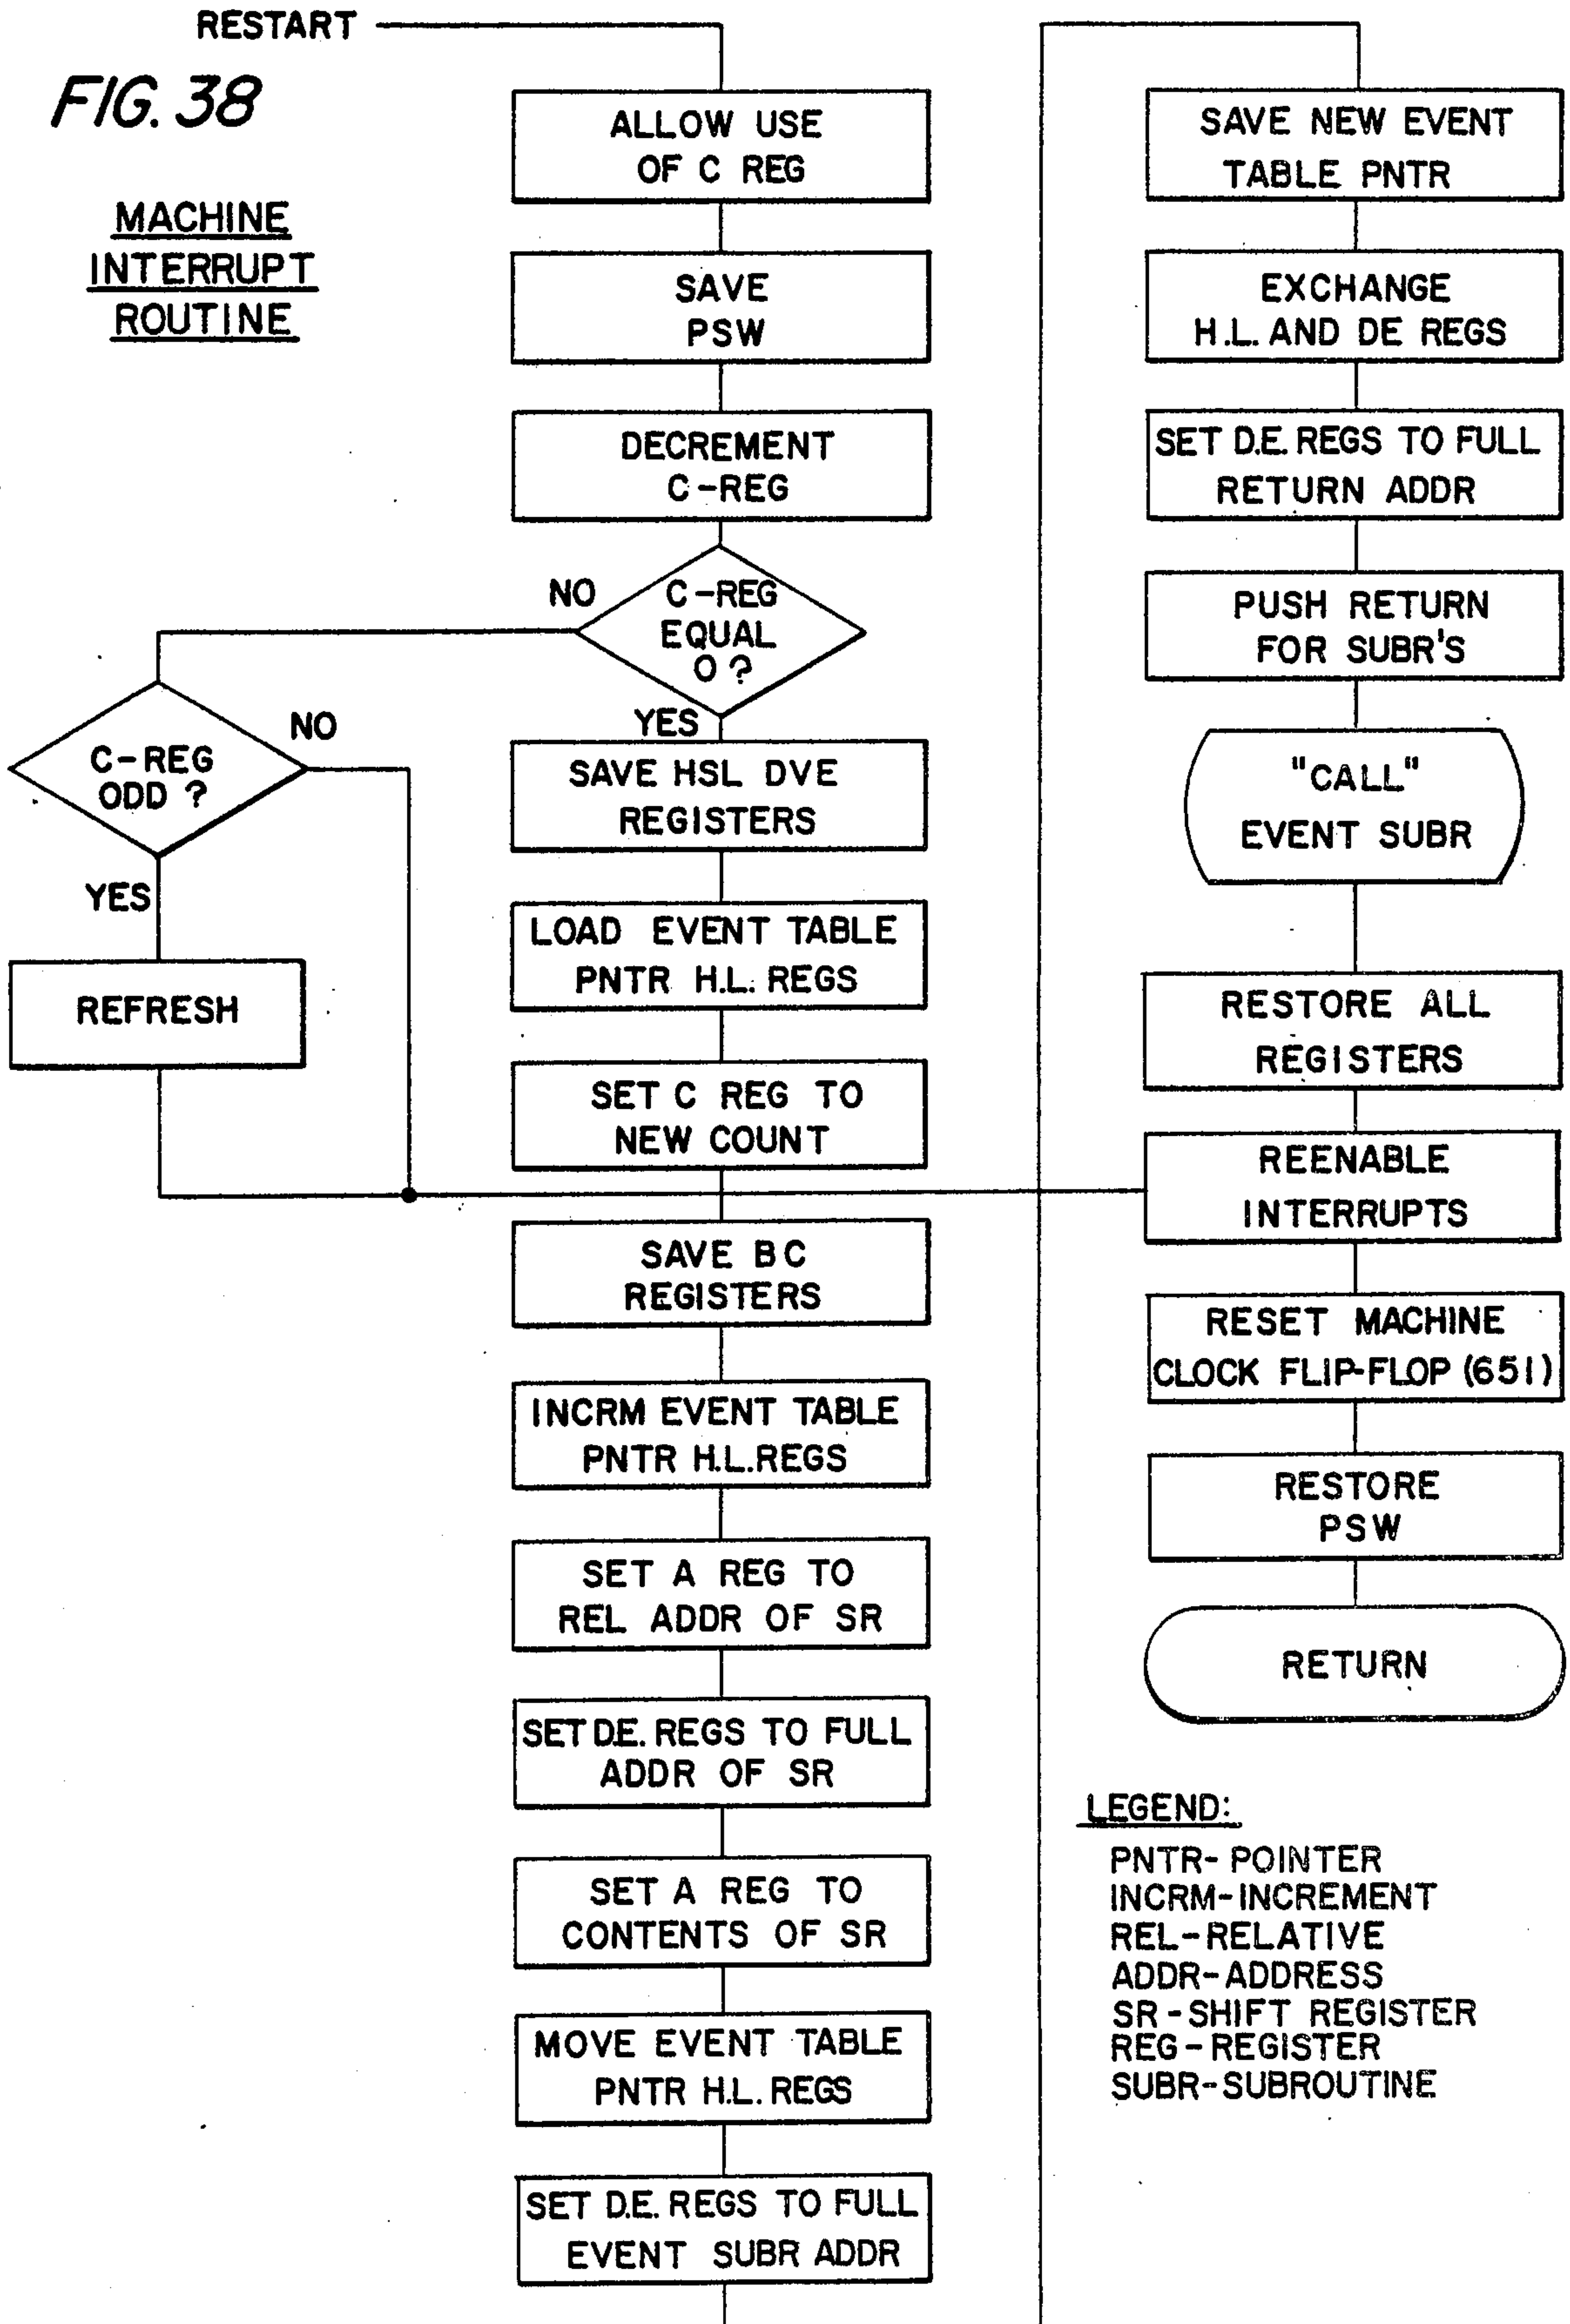 RESTART
FIG. 38
MACHINE
INTERRUPT
ROUTINE
ALLOW USE
OF C REG
SAVE
PSW
DECREMENT
C-REG
C-REG
EQUAL
0?
NO
YES
C-REG
ODD ?
NO
YES
REFRESH
SAVE HSL DVE
REGISTERS
LOAD EVENT TABLE
PNTR H.L. REGS
SET C REG TO
NEW COUNT
SAVE BC
REGISTERS
INCRM EVENT TABLE
PNTR H.L.REGS
SET A REG TO
REL ADDR OF SR
SET D.E. REGS TO FULL
ADDR OF SR
SET A REG TO
CONTENTS OF SR
MOVE EVENT TABLE
PNTR H.L. REGS
SET D.E. REGS TO FULL
EVENT SUBR ADDR
SAVE NEW EVENT
TABLE PNTR
EXCHANGE
H.L. AND DE REGS
SET D.E. REGS TO FULL
RETURN ADDR
PUSH RETURN
FOR SUBR'S
"CALL"
EVENT SUBR
RESTORE ALL
REGISTERS
REENABLE
INTERRUPTS
RESET MACHINE
CLOCK FLIP-FLOP (651)
RESTORE
PSW
RETURN
LEGEND:
PNTR- POINTER
INCRM-INCREMENT
REL-RELATIVE
ADDR-ADDRESS
SR -SHIFT REGISTER
REG -REGISTER
SUBR-SUBROUTINE